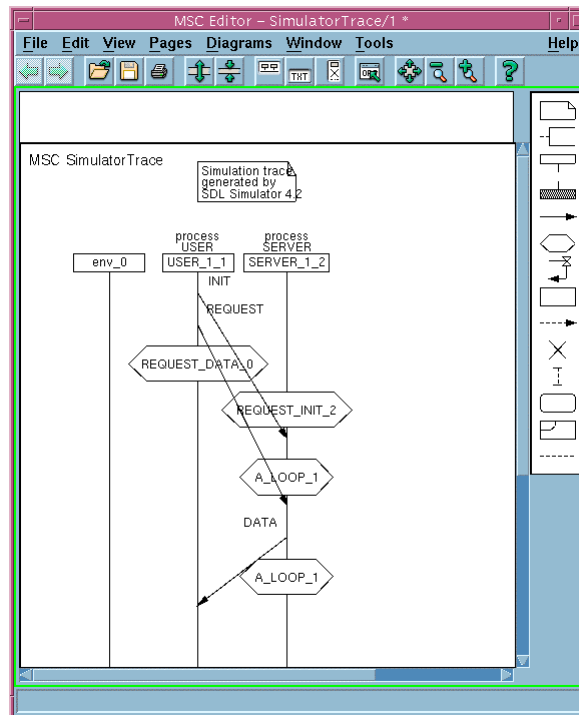 MSC Editor – SimulatorTrace/1 *
File Edit View Pages Diagrams Window Tools Help
TXT
?
MSC SimulatorTrace
Simulation trace
generated by
SDL Simulator 4.2
process
USER
process
SERVER
env_0
USER_1_1
SERVER_1_2
INIT
REQUEST
REQUEST_DATA_0
REQUEST_INIT_2
A_LOOP_1
DATA
A_LOOP_1